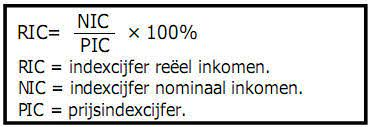 RIC= NIC/PIC × 100%
RIC = indexcijfer reëel inkomen.
NIC = indexcijfer nominaal inkomen.
PIC = prijsindexcijfer.